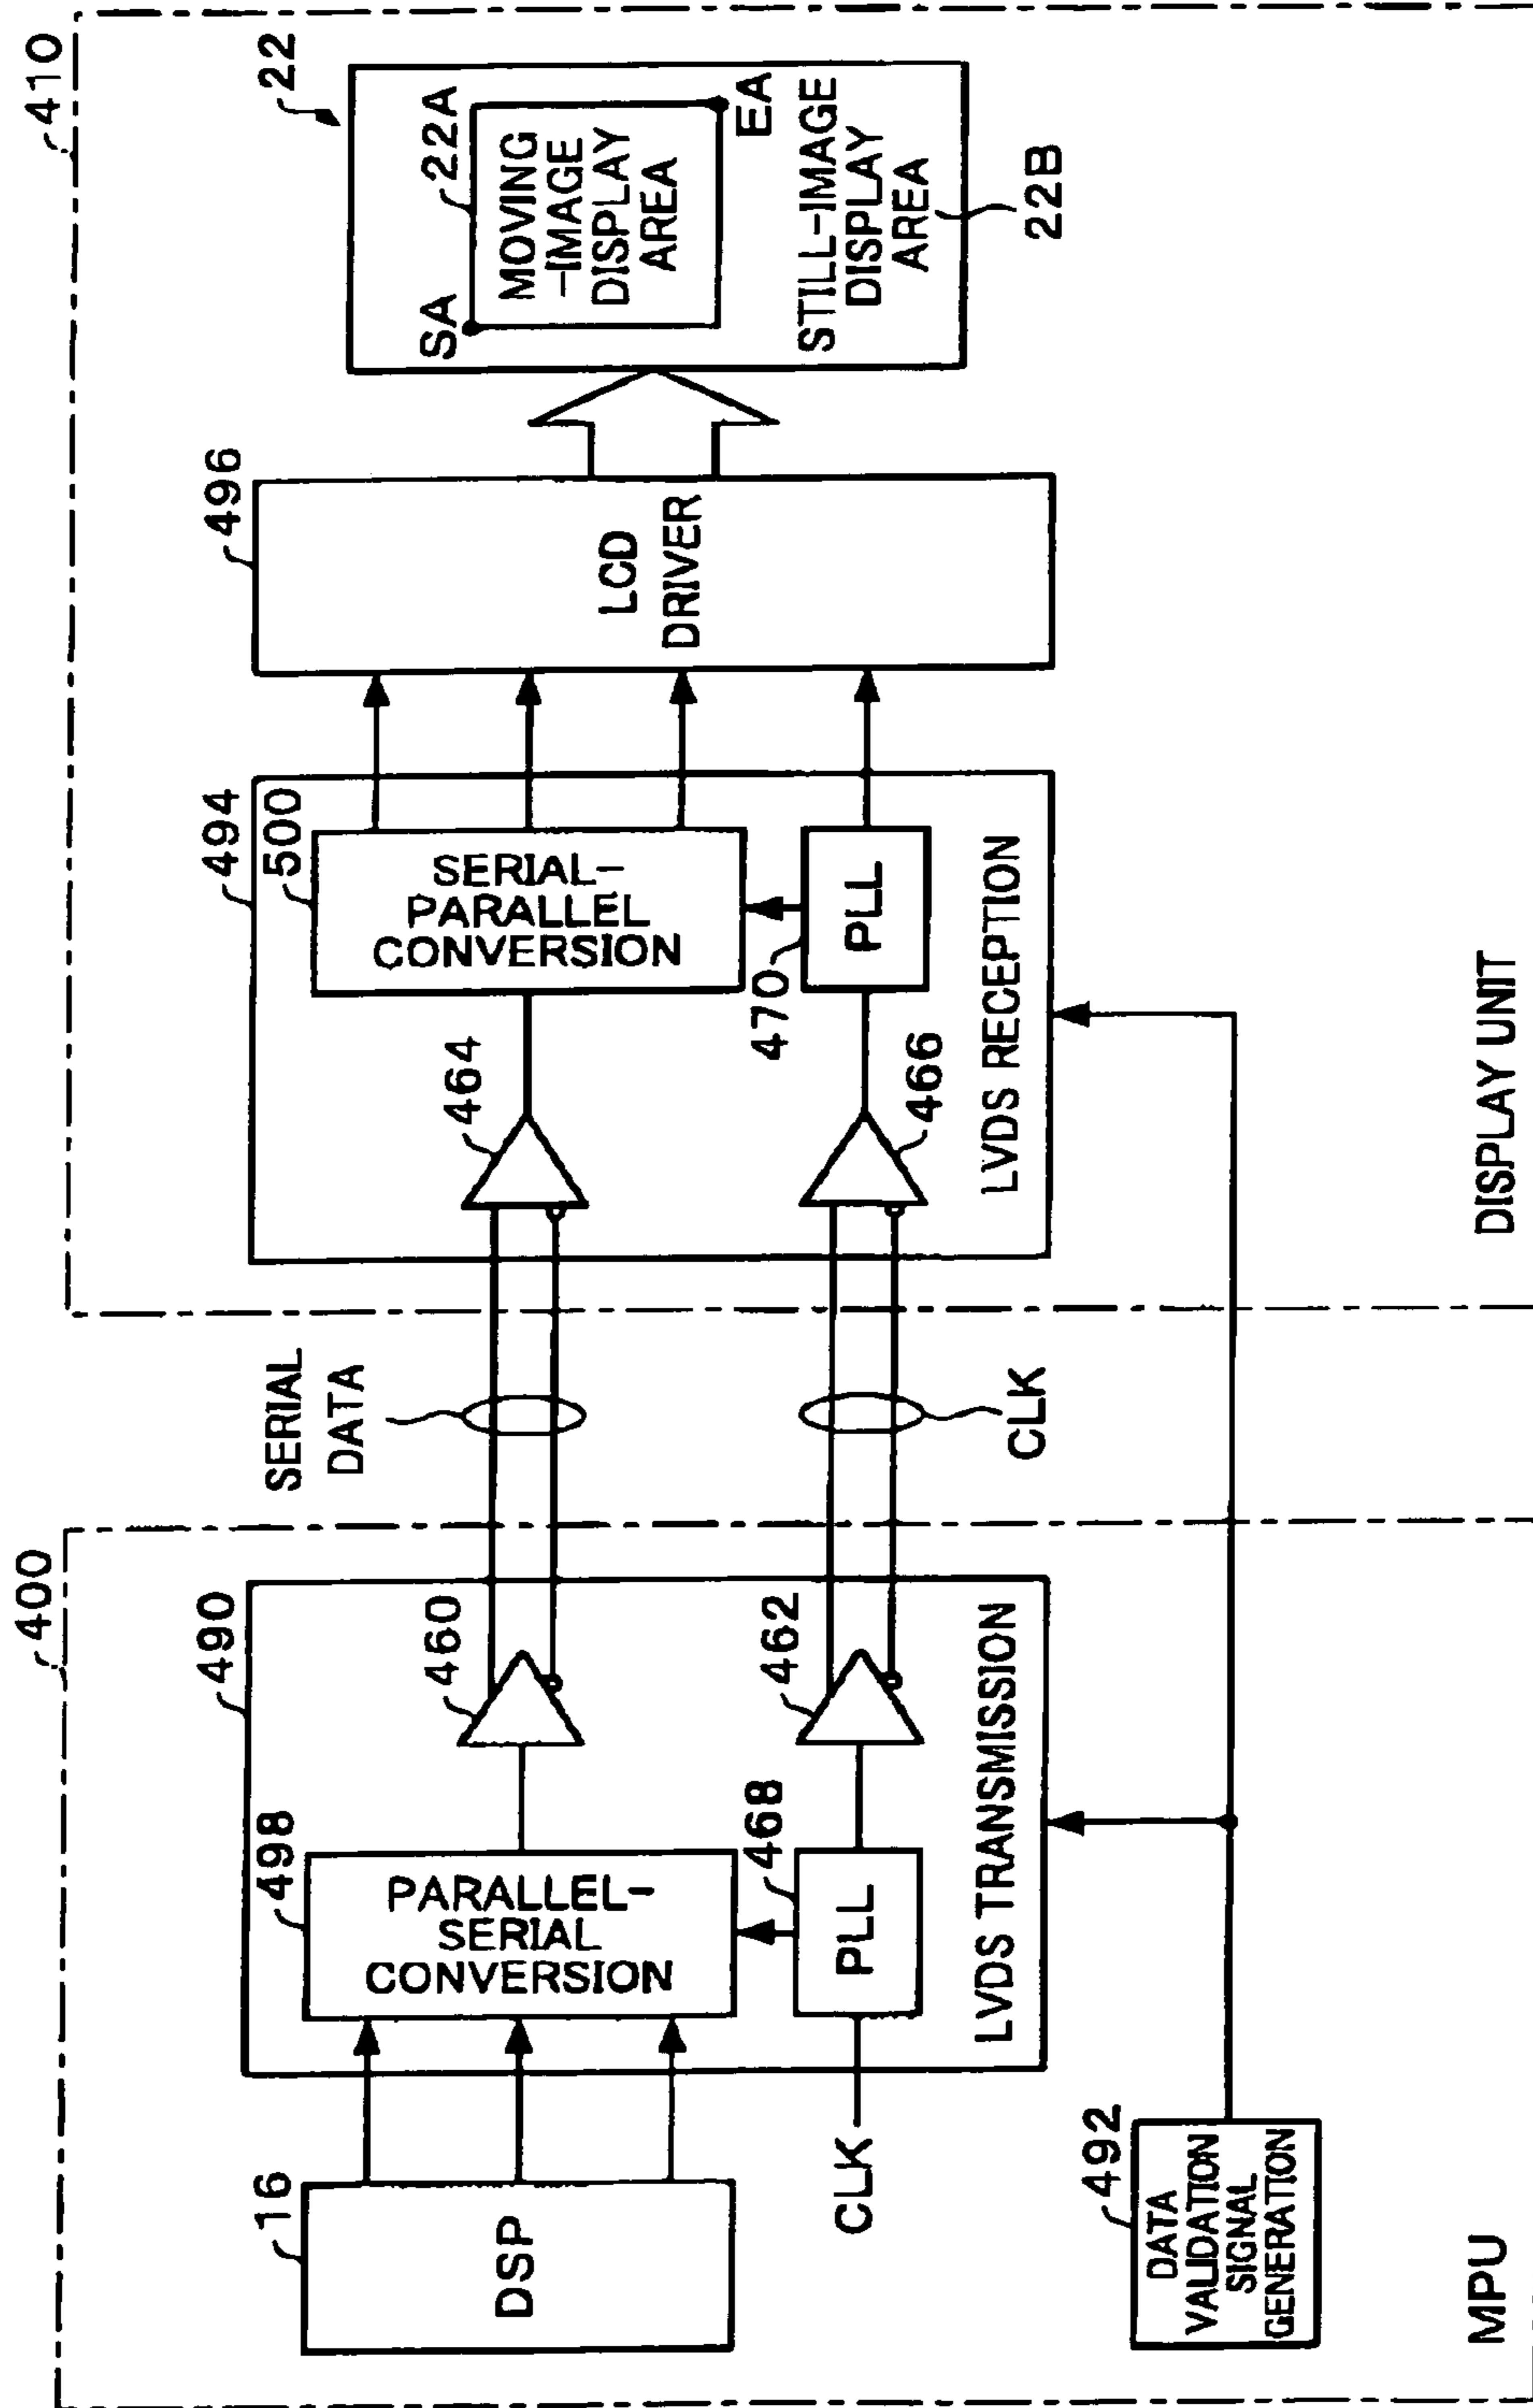 400
410
490
494
496
22
16
498
460
SERIAL
DATA
464
500
SA
22A
DSP
PARALLEL-
SERIAL
CONVERSION
SERIAL-
PARALLEL
CONVERSION
LCD
DRIVER
MOVING
-IMAGE
DISPLAY
AREA
EA
468
462
470
CLK
PLL
466
PLL
STILL-IMAGE
DISPLAY
AREA
LVDS TRANSMISSION
CLK
LVDS RECEPTION
22B
492
DATA
VALIDATION
SIGNAL
GENERATION
MPU
DISPLAY UNIT